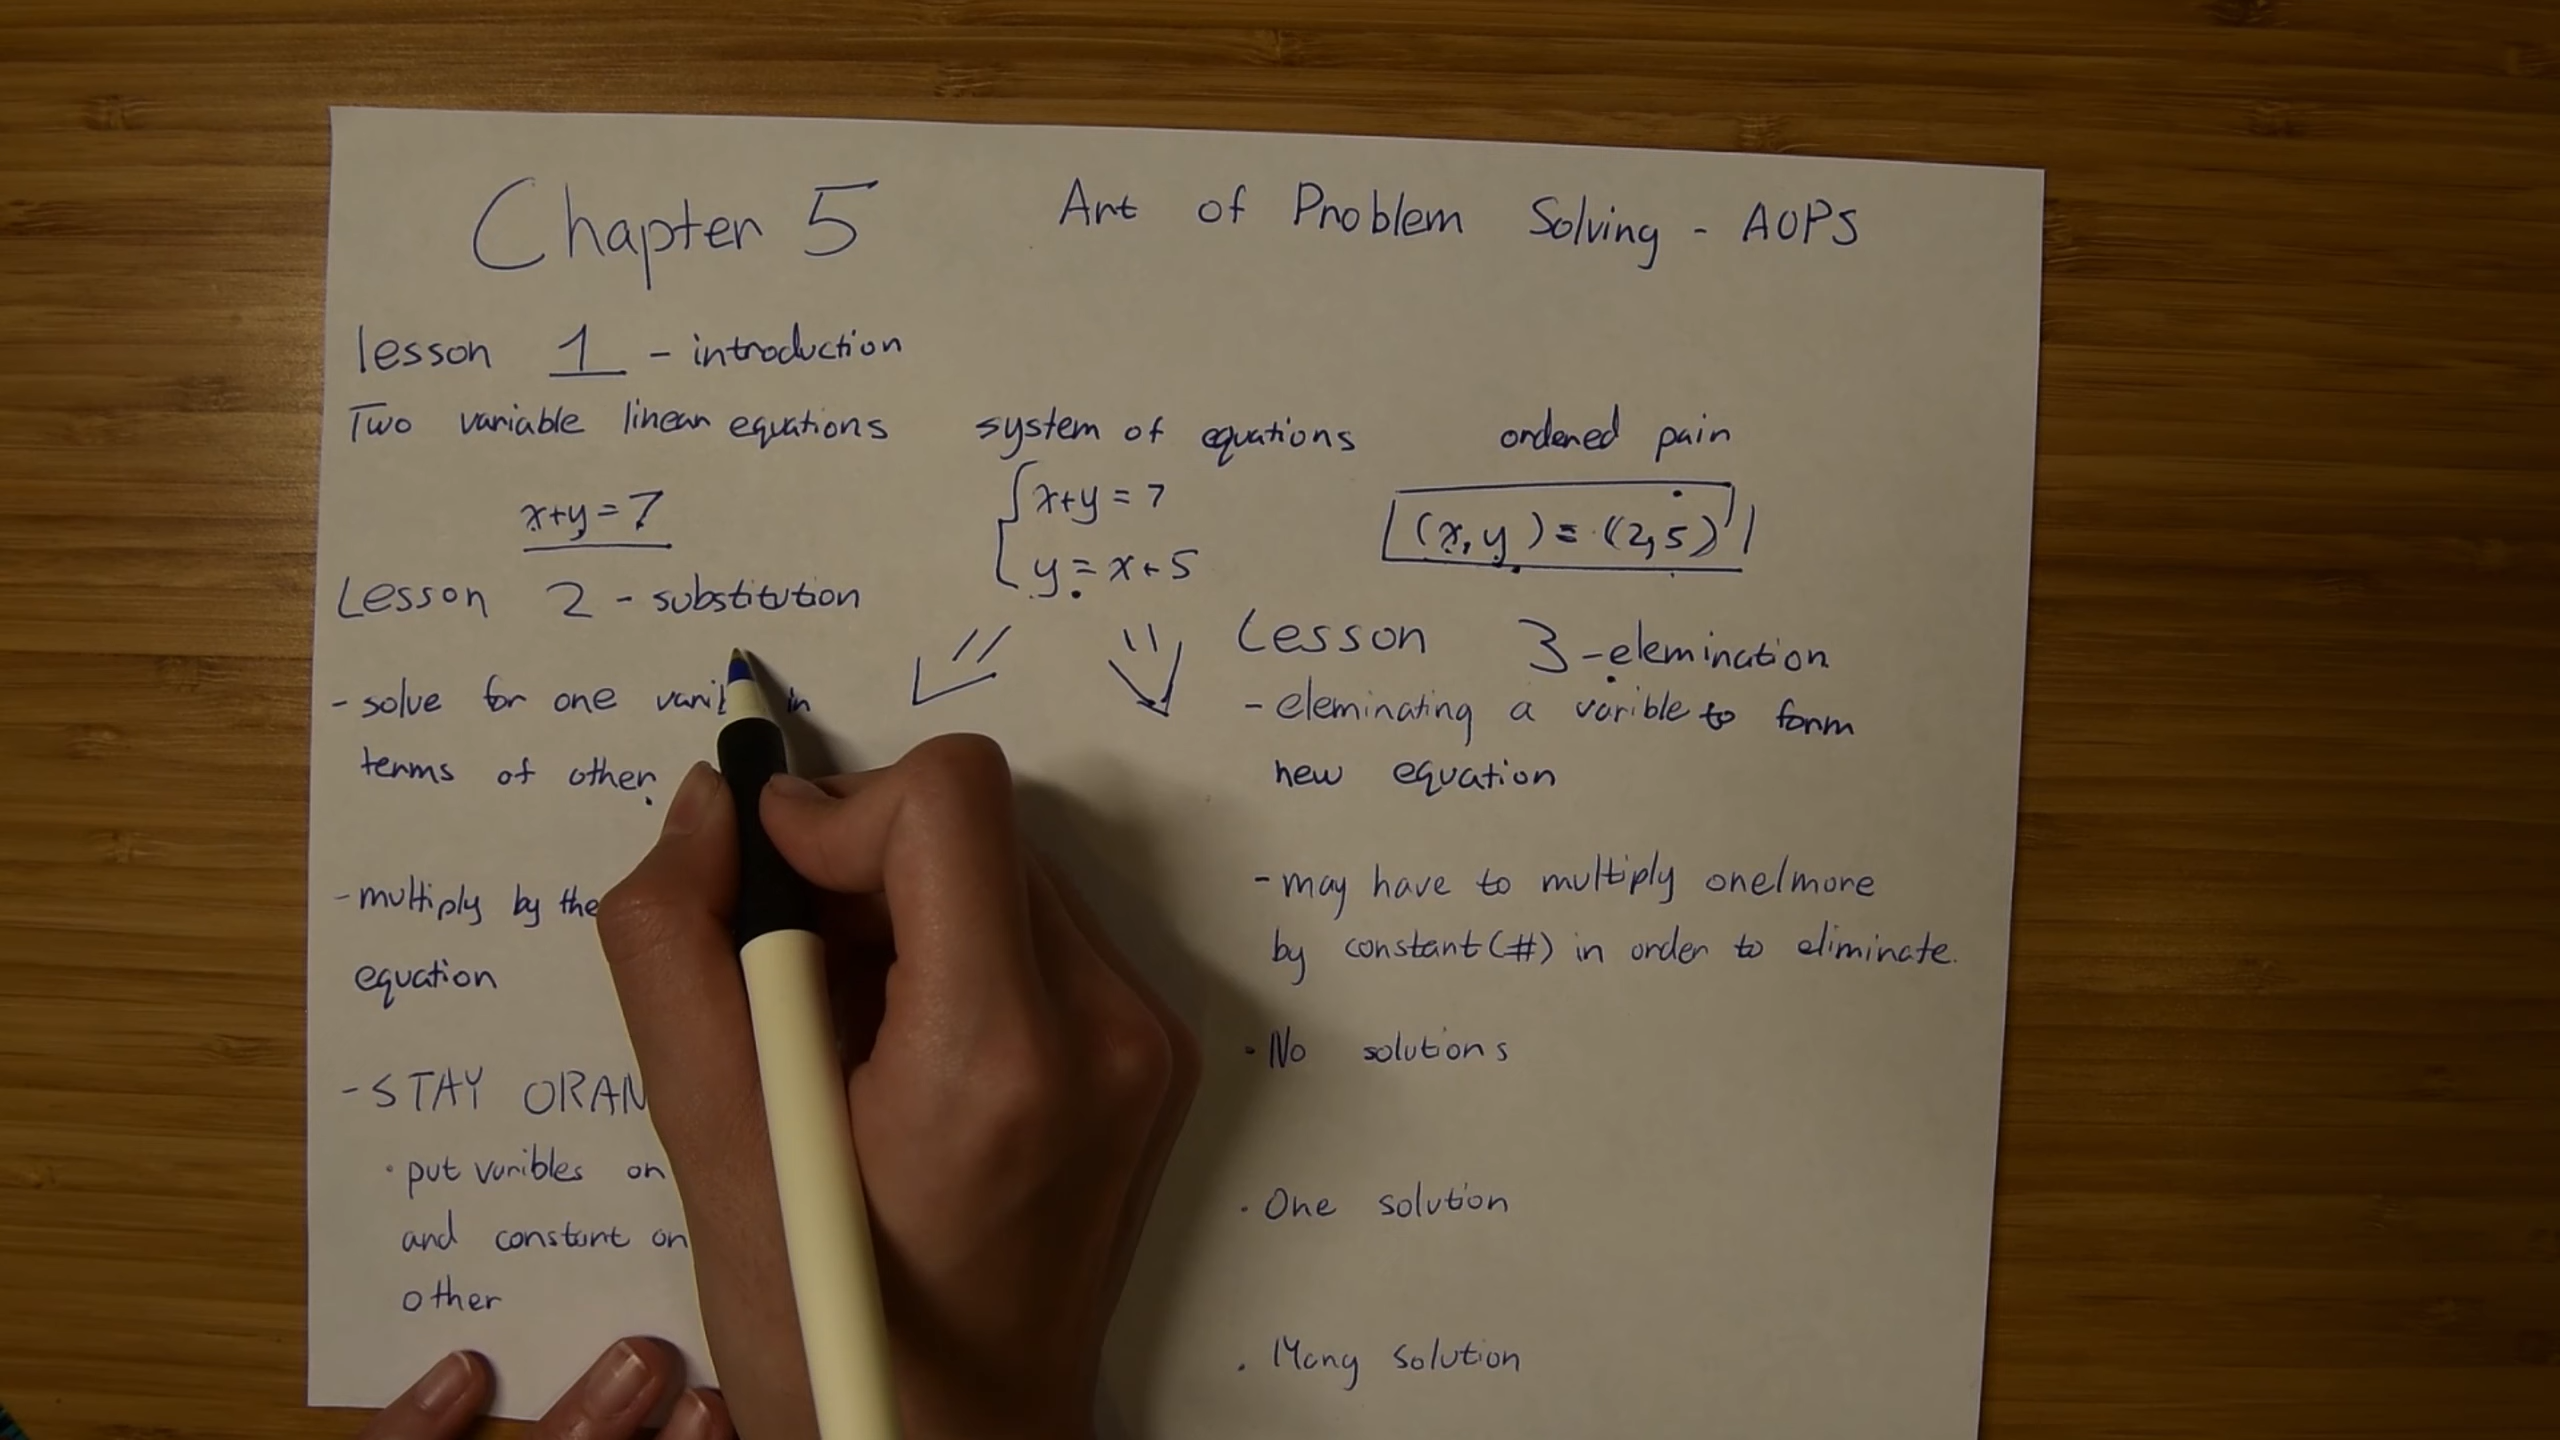 Chapter 5
Art of Problem Solving - AOPS
lesson 1 - introduction
Two variable linear equations
x+y=7
system of equations
x+y=7
y=x+5
ordered pair
(x,y)=(2,5)
Lesson 2 - substitution
- solve for one in
terms of other
- multiply by the
equation
- STAY ORAN
· put varibles on
and constant on
other
Lesson 3 - elemination
- eleminating a varible to form
new equation
- may have to multiply one/more
by constant (#) in order to eliminate.
· No solutions
· One solution
· Many solution